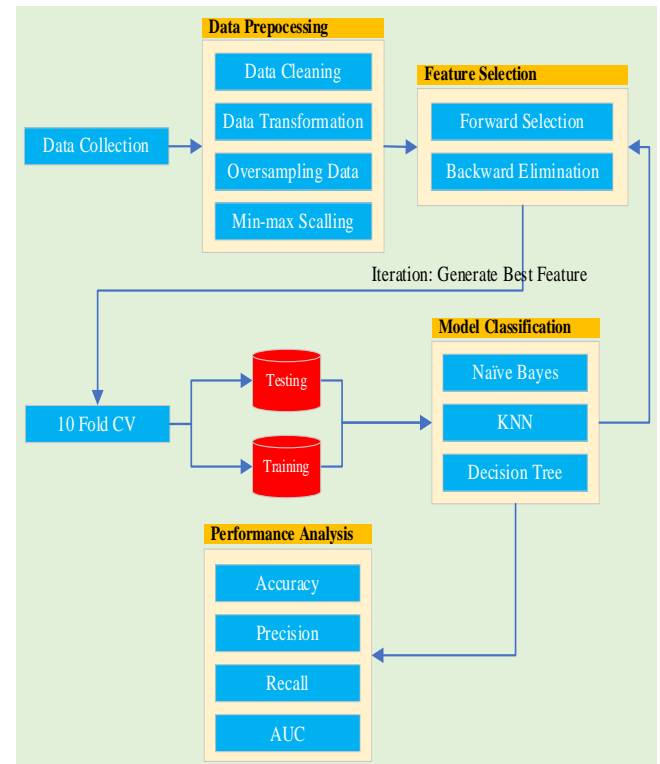 Data Prepocessing
Data Cleaning
Data Transformation
Oversampling Data
Min-max Scalling
Data Collection
Feature Selection
Forward Selection
Backward Elimination
Iteration: Generate Best Feature
10 Fold CV
Testing
Training
Model Classification
Naïve Bayes
KNN
Decision Tree
Performance Analysis
Accuracy
Precision
Recall
AUC